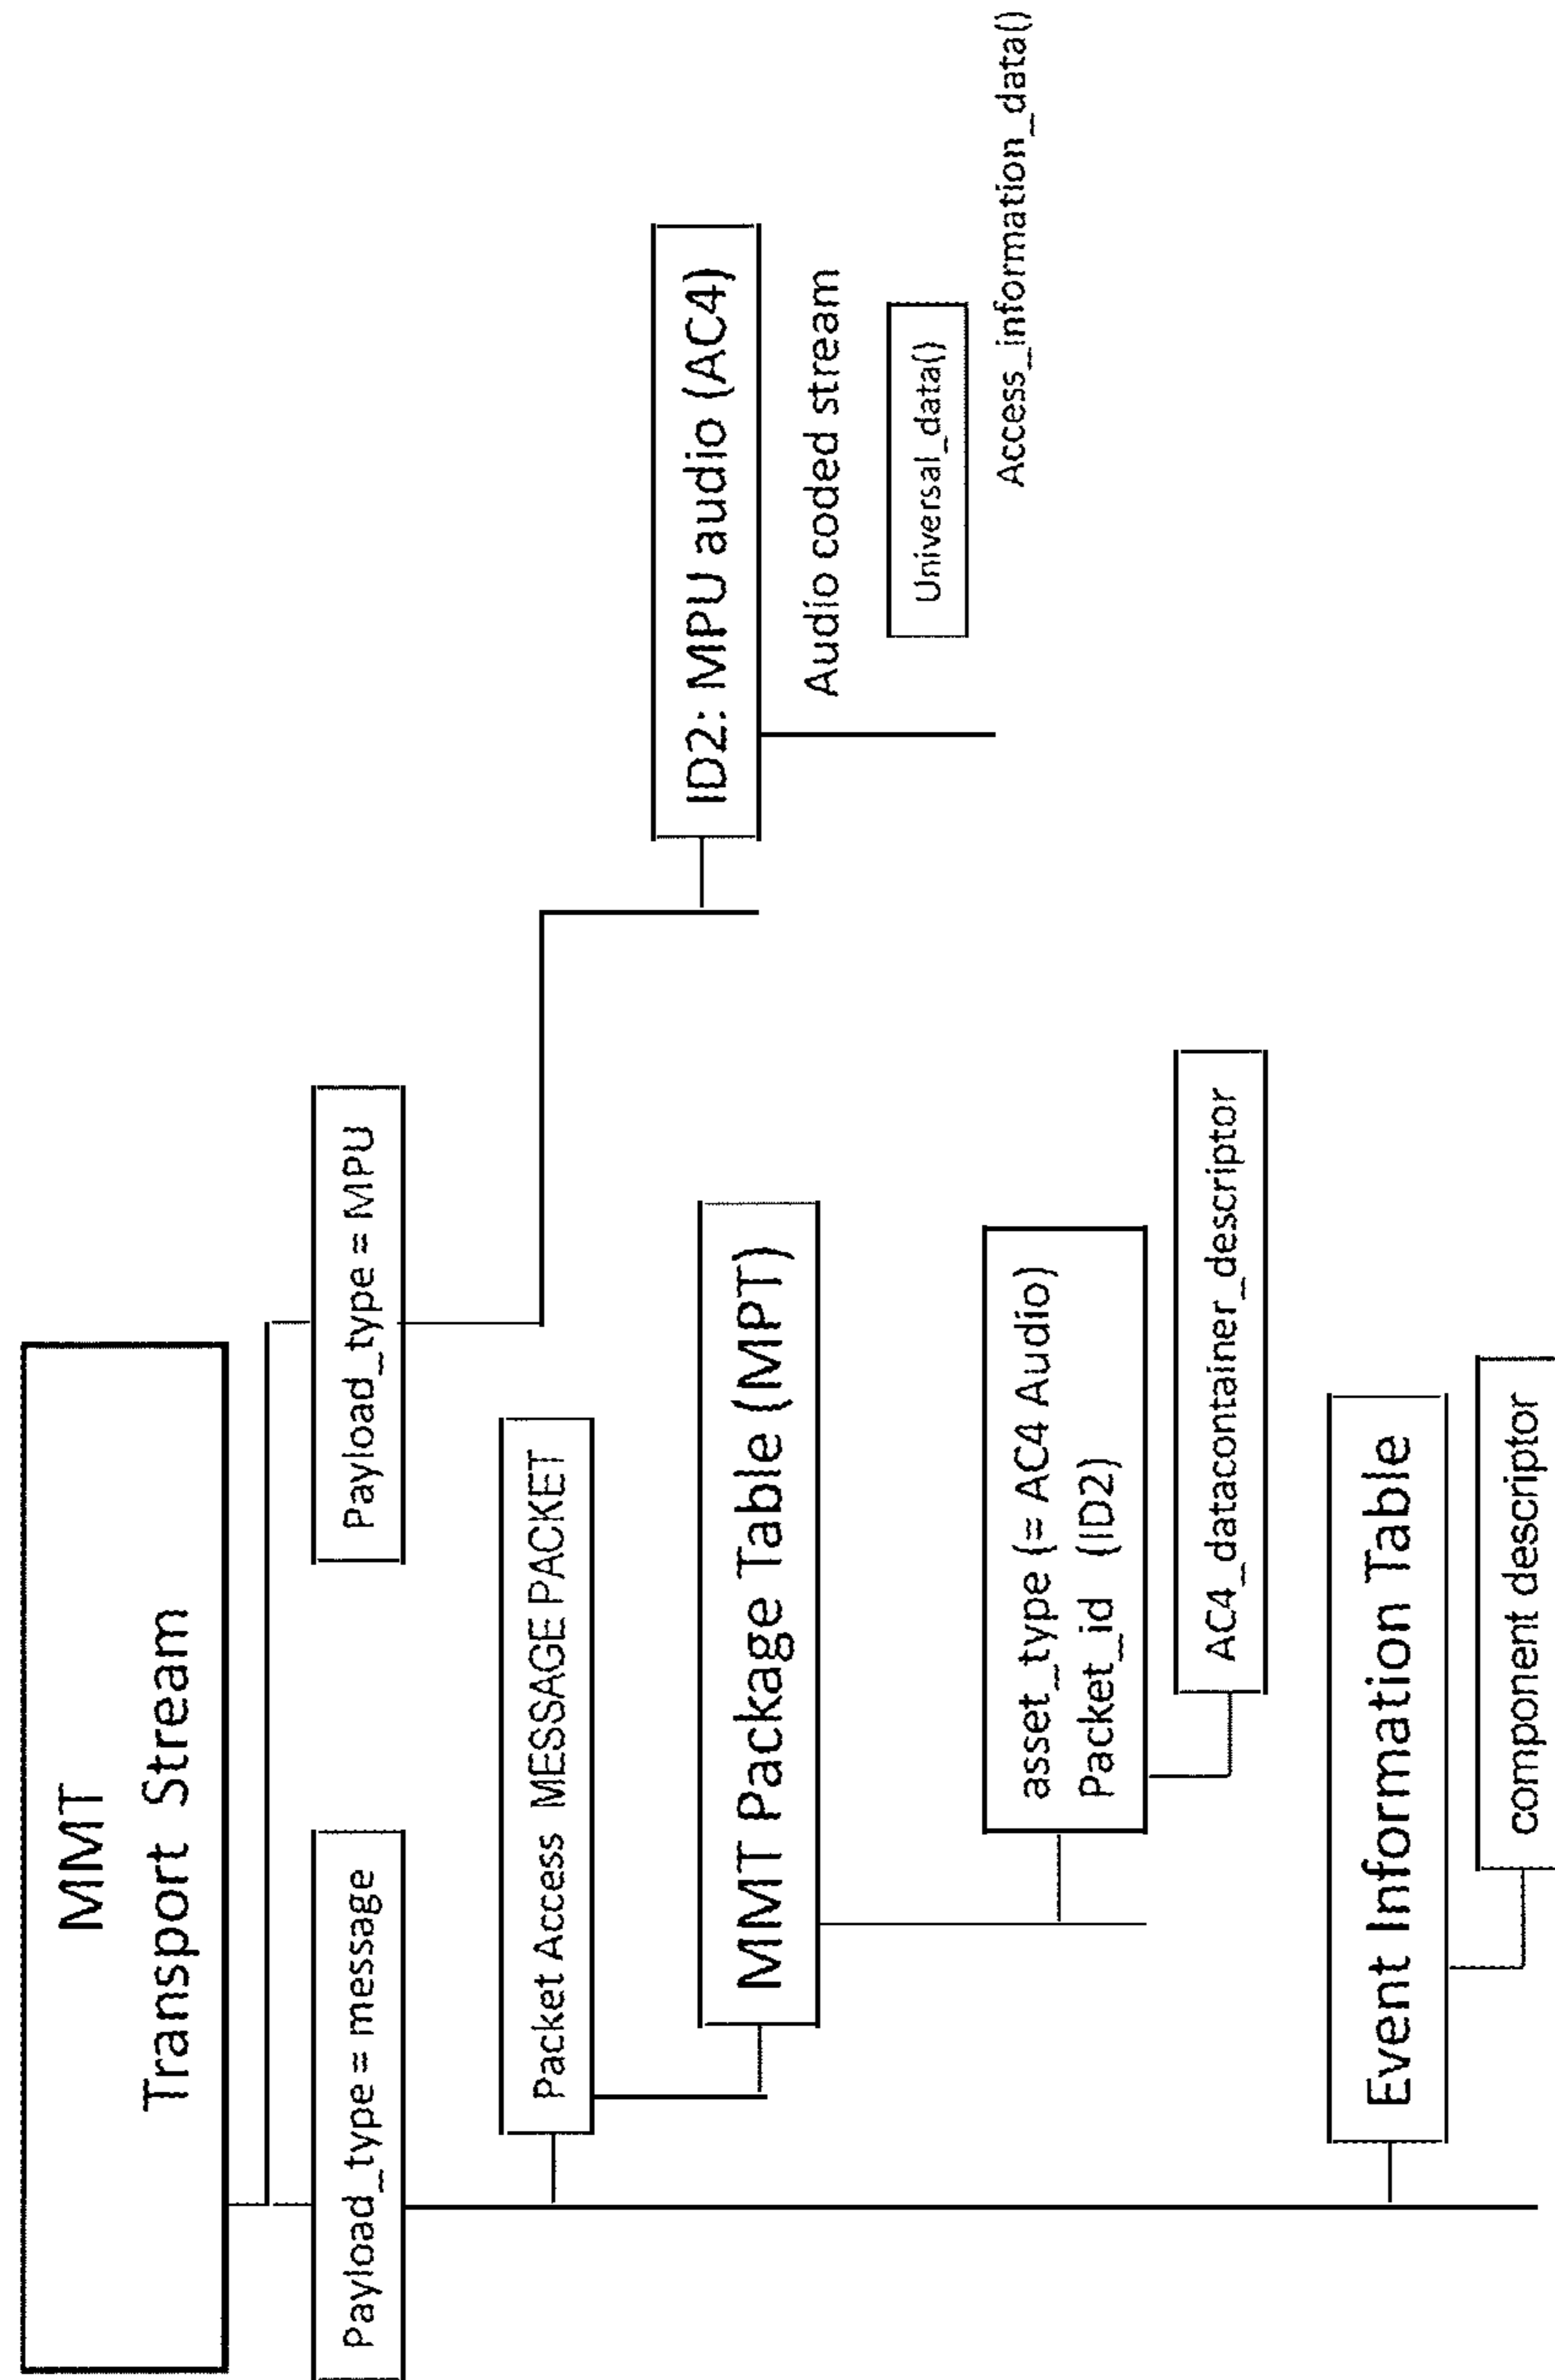 MMT
Transport Stream
Payload_type = message
Payload_type = MPU
Packet Access MESSAGE PACKET
MMT Package Table (MPT)
asset_type (= AC4 Audio)
Packet_id (ID2)
AC4_datacontainer_descriptor
Event Information Table
component descriptor
ID2: MPU audio (AC4)
Audio coded stream
Universal_data()
Access_information_data()